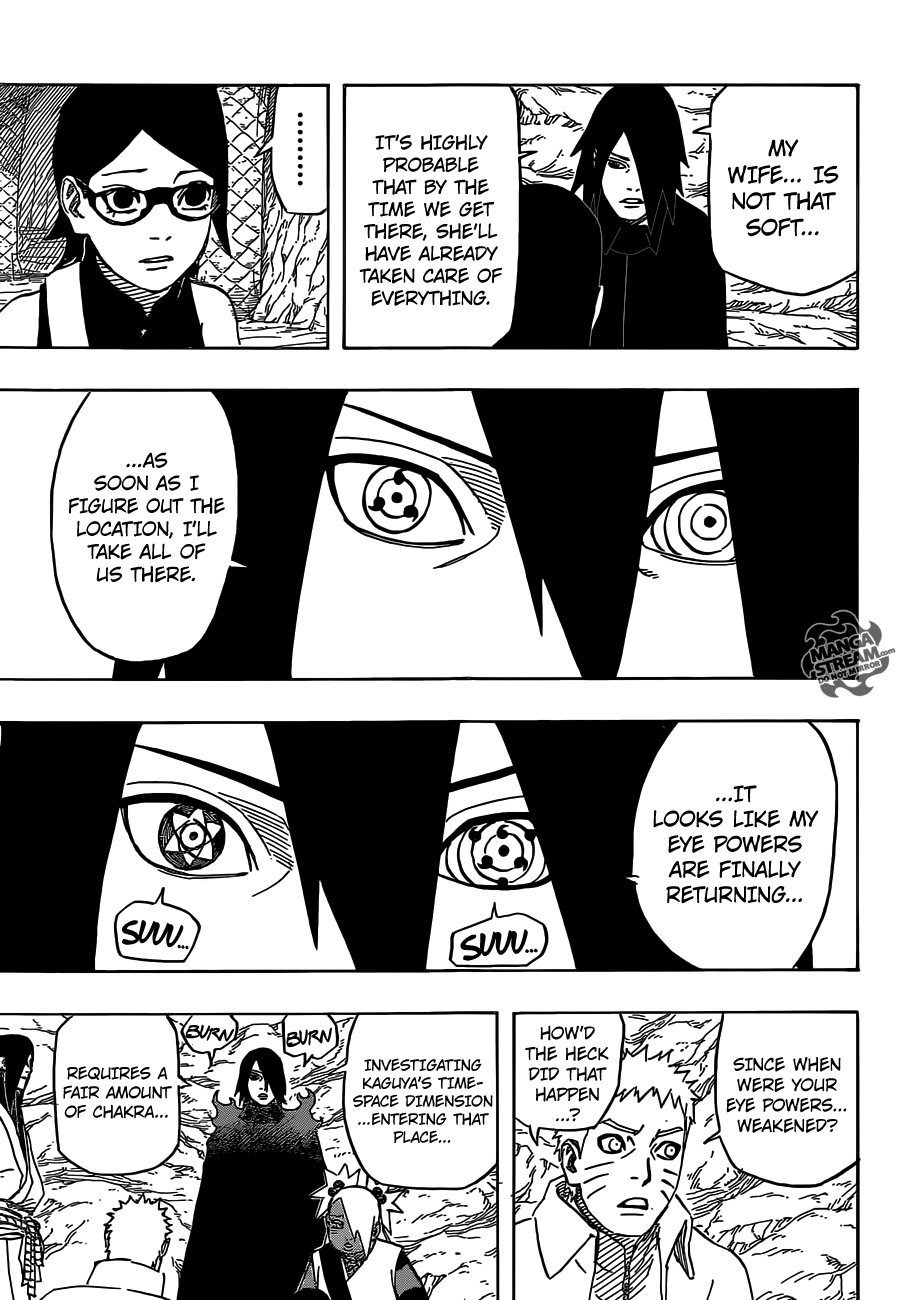 MY
WIFE... IS
NOT THAT
SOFT...
IT'S HIGHLY
PROBABLE
THAT BY THE
TIME WE GET
THERE, SHE'LL
HAVE ALREADY
TAKEN CARE OF
EVERYTHING.
........
...AS
SOON AS I
FIGURE OUT THE
LOCATION, I'LL
TAKE ALL OF
US THERE.
MANGA
STREAM.com
DO NOT MIRROR
...IT
LOOKS LIKE MY
EYE POWERS
ARE FINALLY
RETURNING...
SUUU...
SUUU...
SINCE WHEN
WERE YOUR
EYE POWERS...
WEAKENED?
HOW'D
THE HECK
DID THAT
HAPPEN
...?
INVESTIGATING
KAGUYA'S TIME-
SPACE DIMENSION
...ENTERING THAT
PLACE...
BURN
BURN
REQUIRES A
FAIR AMOUNT
OF CHAKRA...